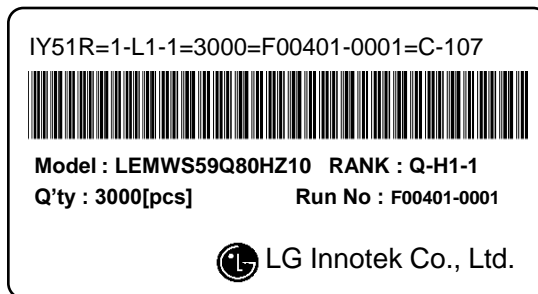 IY51R=1-L1-1=3000=F00401-0001=C-107
Model : LEMWS59Q80HZ10 RANK : Q-H1-1
Q’ty : 3000[pcs] Run No : F00401-0001
LG Innotek Co., Ltd.